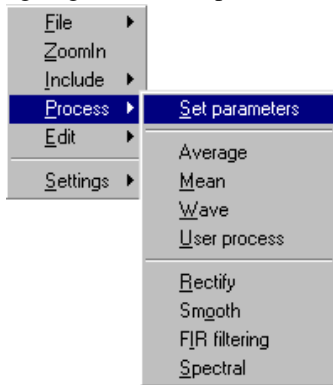 File
ZoomIn
Include
Process
Edit
Settings
Set parameters
Average
Mean
Wave
User process
Rectify
Smooth
FIR filtering
Spectral